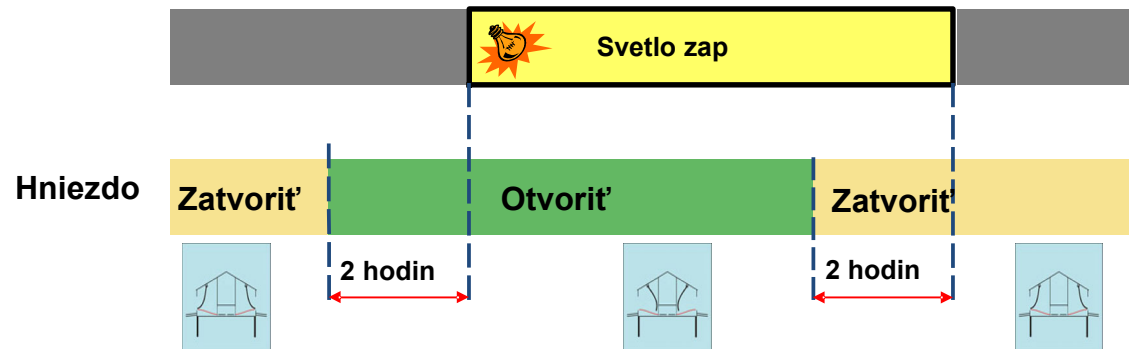 Svetlo zap
Hniezdo
Zatvoriť
Otvoriť
Zatvoriť
2 hodin
2 hodin